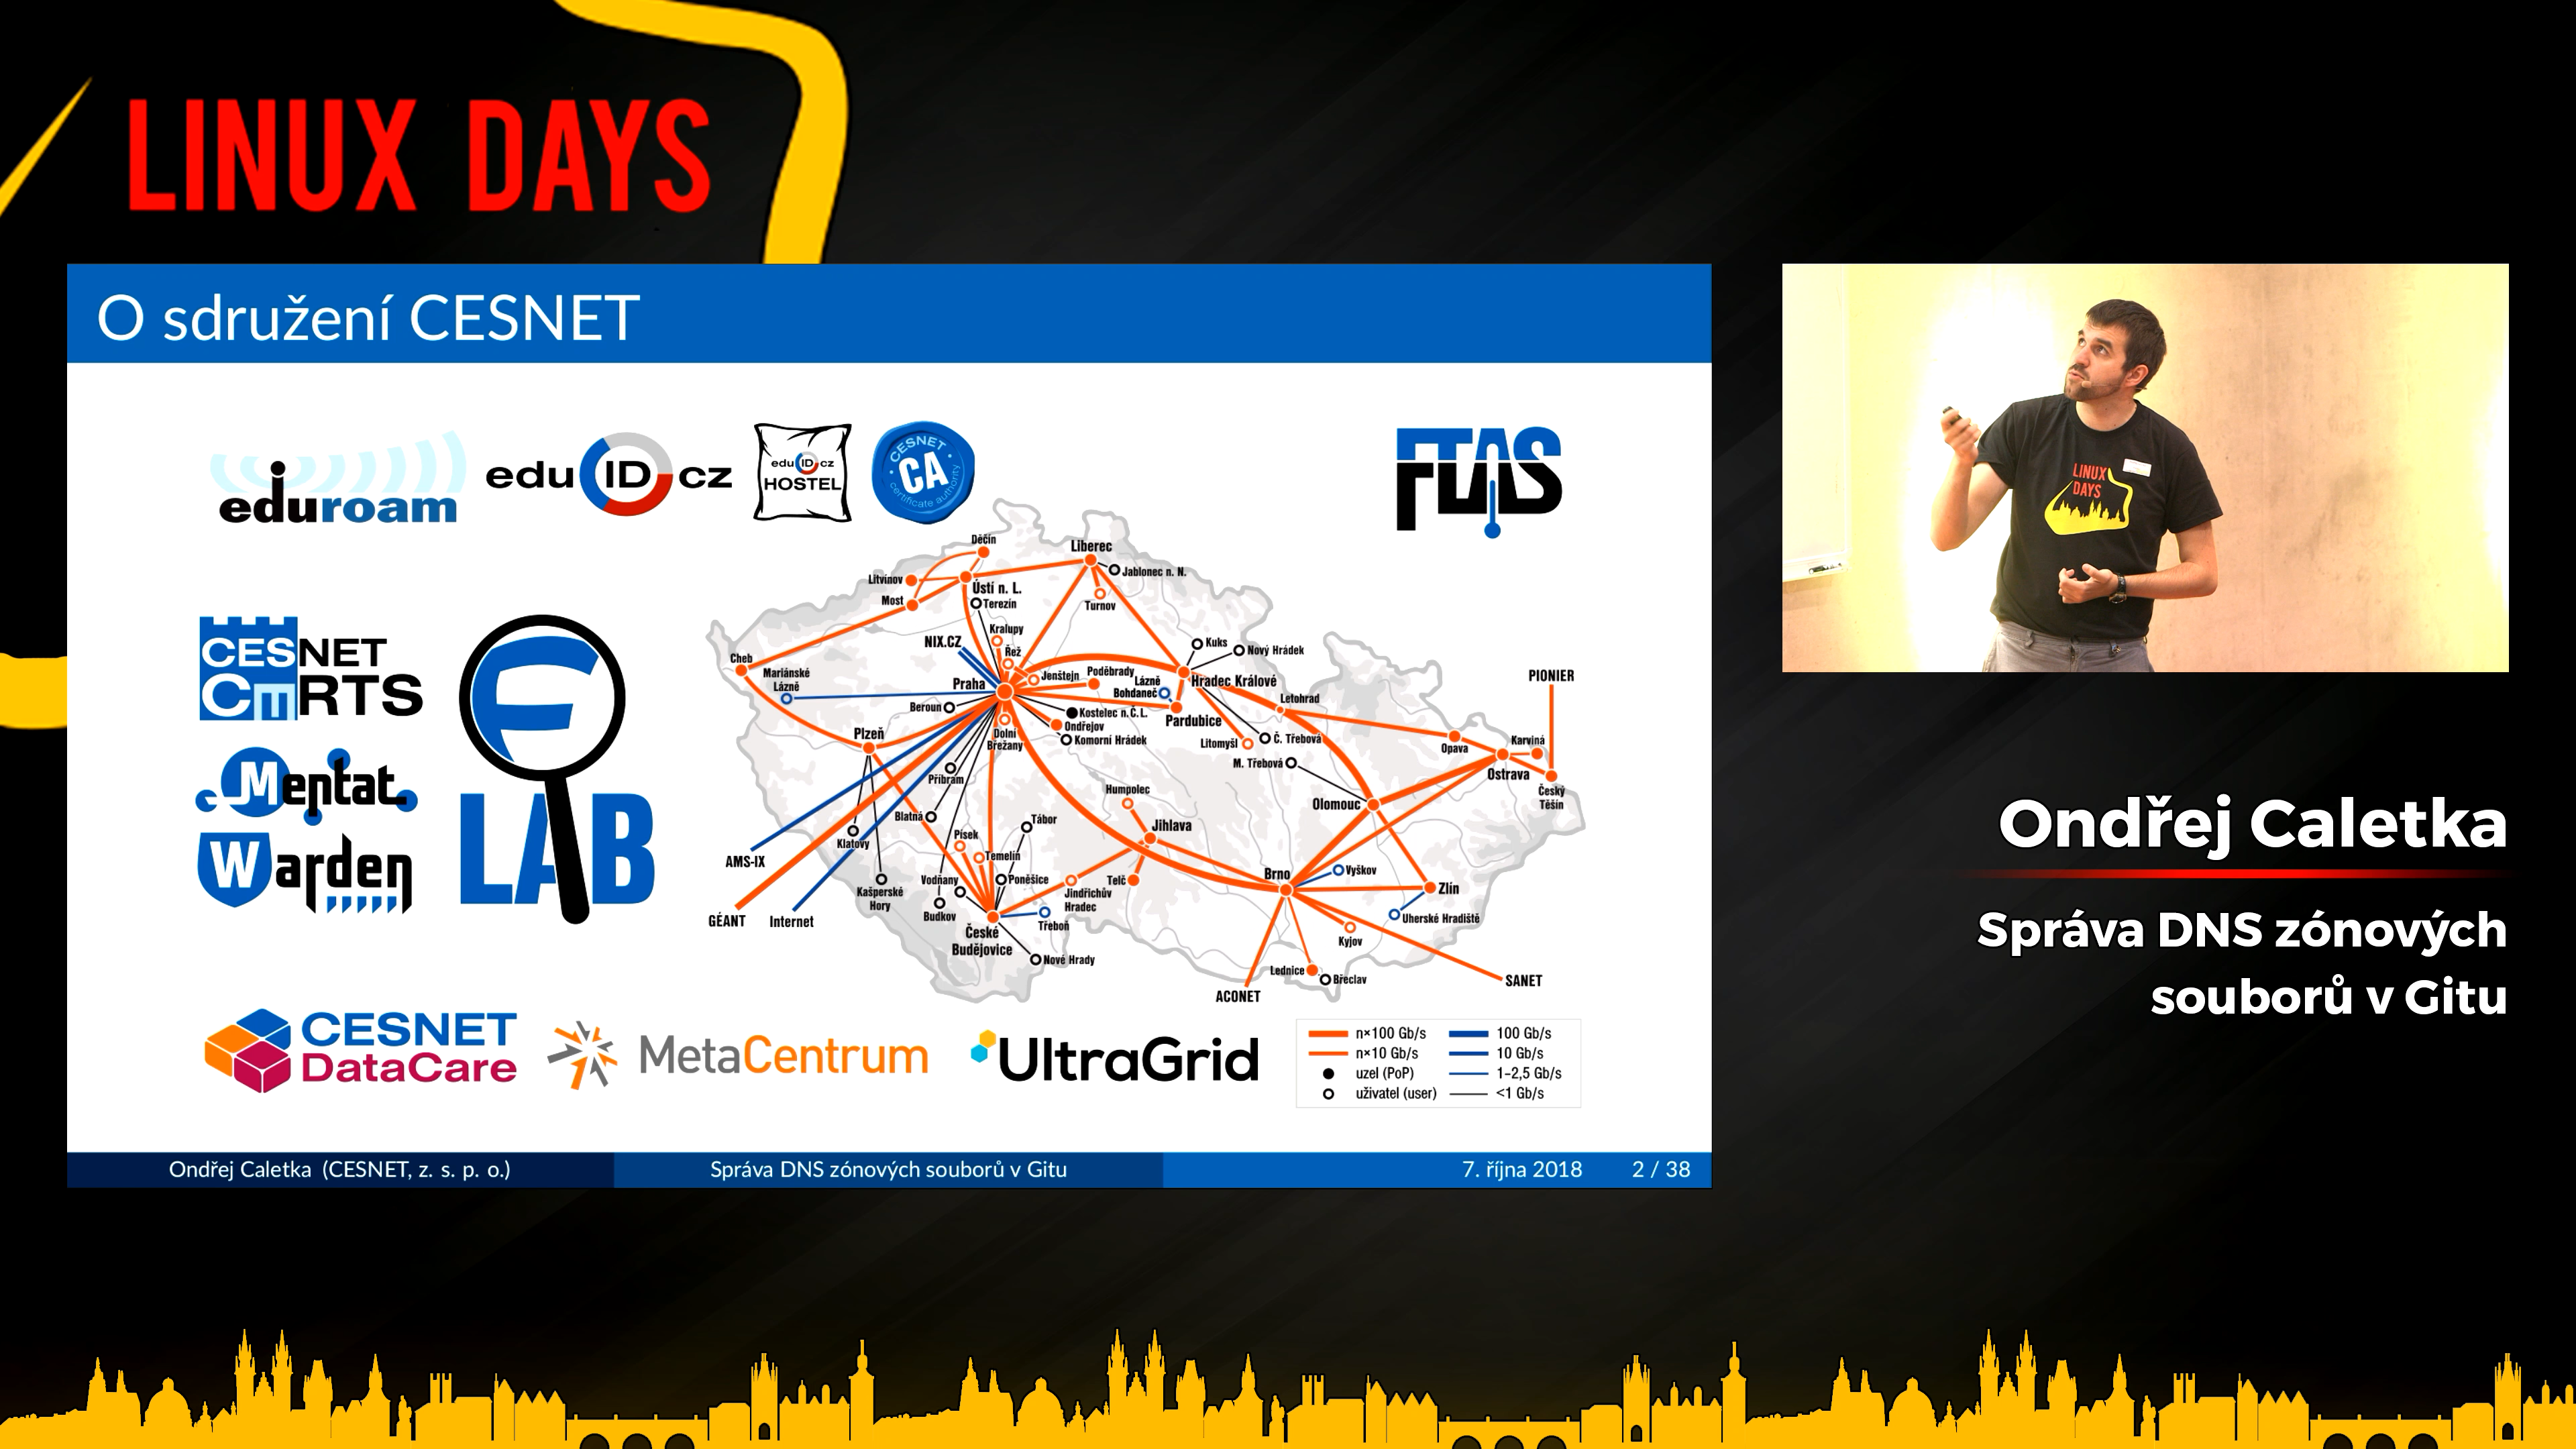 LINUX DAYS
O sdružení CESNET
eduroam
edu ID cz
edu ID cz
HOSTEL
CESNET
CA
certificate authority
FTAS
CESNET
CERTS
Mentat
Warden
F
LAB
Děčín
Liberec
Litvínov
Jablonec n. N.
Ústí n. L.
Most
Terezín
Turnov
Kralupy
NIX.CZ
Řež
Kuks
Nový Hrádek
Cheb
Mariánské
Lázně
Praha
Jenštejn
Poděbrady
Lázně
Bohdaneč
Hradec Králové
PIONIER
Letohrad
Beroun
Kostelec n.Č.L.
Pardubice
Ondřejov
Plzeň
Dolní
Břežany
Komorní Hrádek
Litomyšl
Č. Třebová
Opava
Karviná
M. Třebová
Ostrava
Příbram
Český
Těšín
Humpolec
Olomouc
Blatná
Tábor
Jihlava
Písek
Klatovy
Temelín
AMS-IX
Brno
Vyškov
Kašperské
Hory
Vodňany
Poněšice
Telč
Jindřichův
Hradec
Zlín
GÉANT
Internet
Budkov
Třeboň
Uherské Hradiště
České
Budějovice
Kyjov
Nové Hrady
Lednice
Břeclav
SANET
ACONET
CESNET
DataCare
MetaCentrum
UltraGrid
n×100 Gb/s
100 Gb/s
n×10 Gb/s
10 Gb/s
uzel (PoP)
1–2,5 Gb/s
uživatel (user)
<1 Gb/s
Ondřej Caletka (CESNET, z. s. p. o.)
Správa DNS zónových souborů v Gitu
7. října 2018
2 / 38
LINUX
DAYS
Ondřej Caletka
Správa DNS zónových
souborů v Gitu